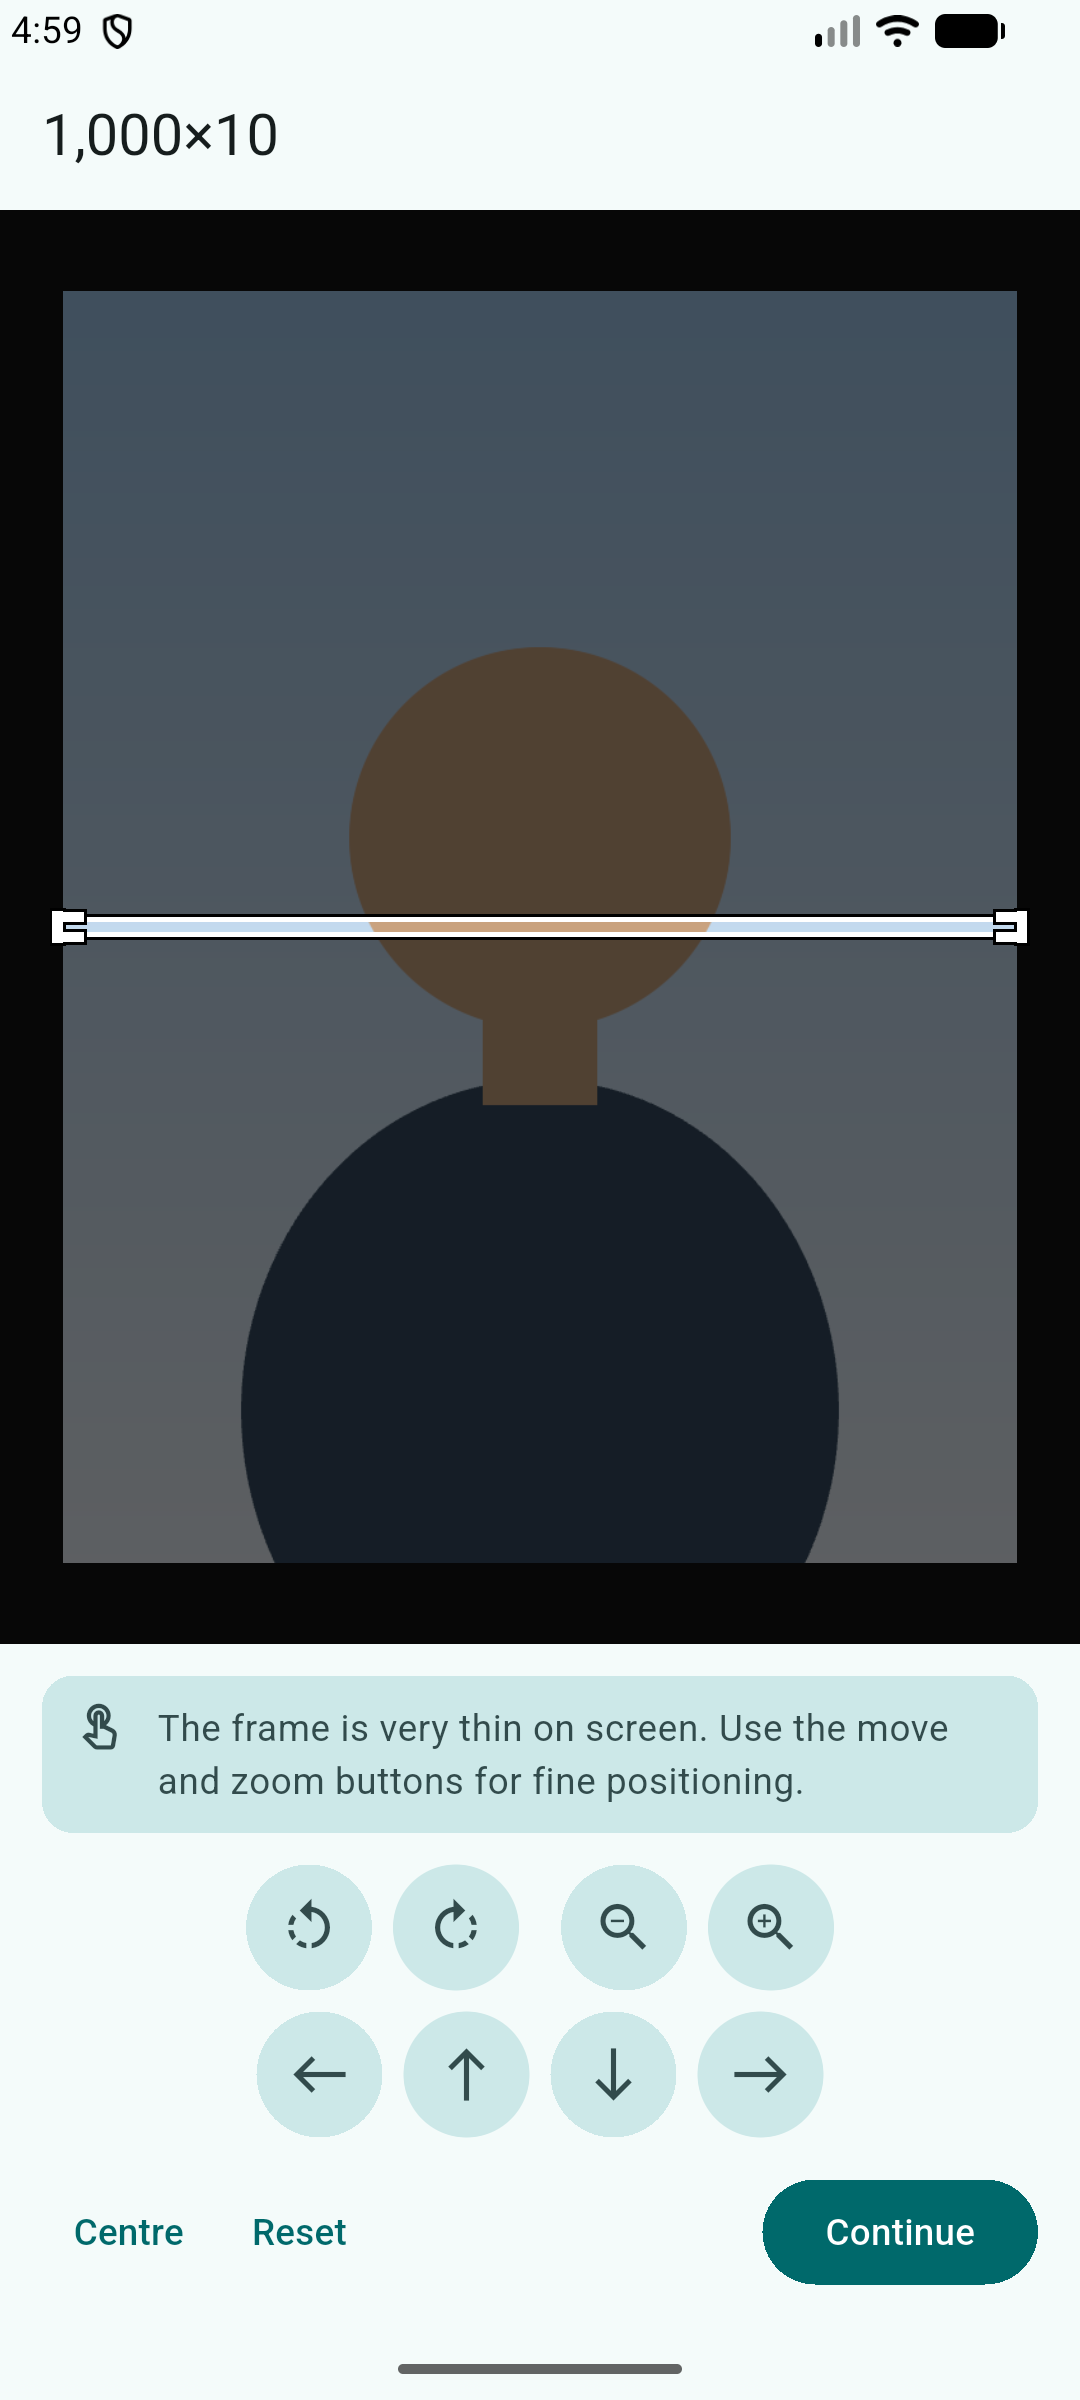 4:59
1,000×10
The frame is very thin on screen. Use the move
and zoom buttons for fine positioning.
Centre
Reset
Continue